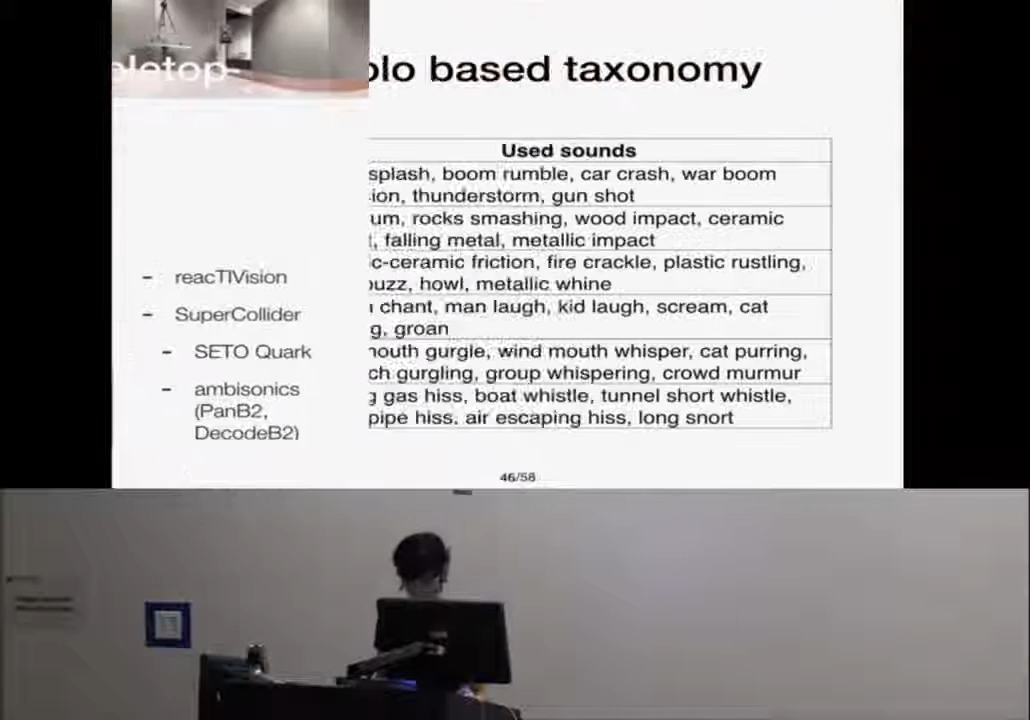 olo based taxonomy
Used sounds
splash, boom rumble, car crash, war boom
ion, thunderstorm, gun shot
um, rocks smashing, wood impact, ceramic
, falling metal, metallic impact
c-ceramic friction, fire crackle, plastic rustling,
buzz, howl, metallic whine
chant, man laugh, kid laugh, scream, cat
g, groan
mouth gurgle, wind mouth whisper, cat purring,
ch gurgling, group whispering, crowd murmur
g gas hiss, boat whistle, tunnel short whistle,
pipe hiss, air escaping hiss, long snort
- reacTIVision
- SuperCollider
- SETO Quark
- ambisonics
(PanB2,
DecodeB2)
46/58